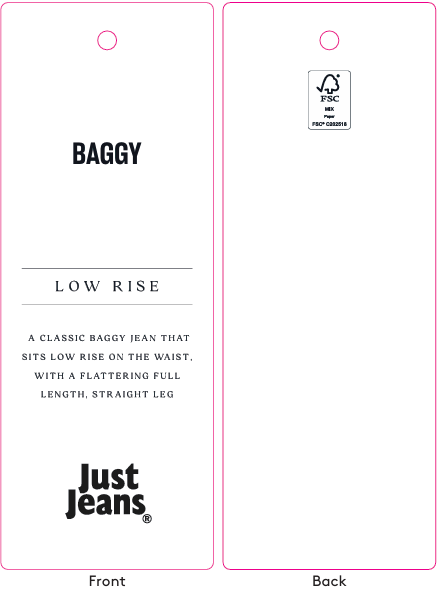 BAGGY
LOW RISE
A CLASSIC BAGGY JEAN THAT
SITS LOW RISE ON THE WAIST,
WITH A FLATTERING FULL
LENGTH, STRAIGHT LEG
Just
Jeans®
Front
FSC
MIX
Paper
FSC® C202518
Back